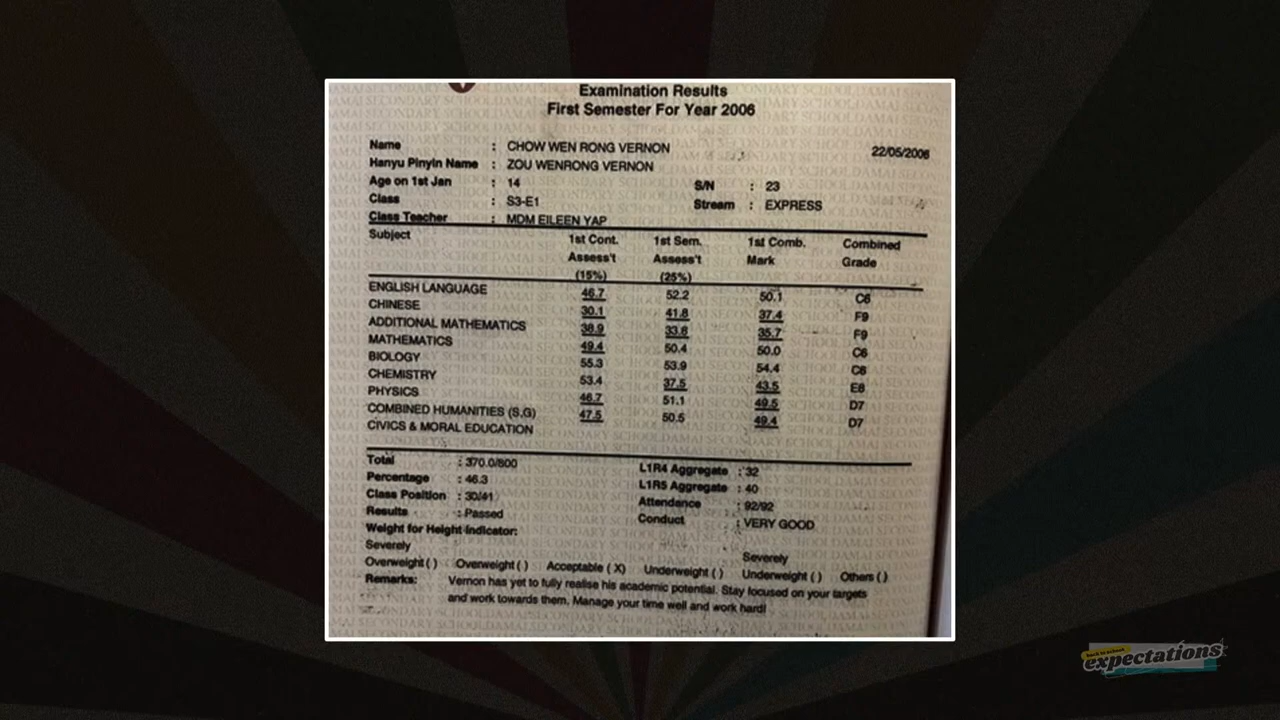 Examination Results
First Semester For Year 2006
Name : CHOW WEN RONG VERNON 22/05/2006
Hanyu Pinyin Name : ZOU WENRONG VERNON
Age on 1st Jan : 14 S/N : 23
Class : S3-E1 Stream : EXPRESS
Class Teacher : MDM EILEEN YAP
Subject 1st Cont. Assess't (15%) 1st Sem. Assess't (25%) 1st Comb. Mark Combined Grade
ENGLISH LANGUAGE 46.7 52.2 50.1 C6
CHINESE 30.1 41.8 37.4 F9
ADDITIONAL MATHEMATICS 38.9 33.6 35.7 F9
MATHEMATICS 49.4 50.4 50.0 C6
BIOLOGY 55.3 53.9 54.4 C6
CHEMISTRY 53.4 37.5 43.5 E8
PHYSICS 46.7 51.1 49.5 D7
COMBINED HUMANITIES (S,G) 47.5 50.5 49.4 D7
CIVICS & MORAL EDUCATION
Total : 370.0/800 L1R4 Aggregate : 32
Percentage : 46.3 L1R5 Aggregate : 40
Class Position : 30/41 Attendance : 92/92
Results : Passed Conduct : VERY GOOD
Weight for Height Indicator:
Severely Overweight ( ) Overweight ( ) Acceptable ( X ) Underweight ( ) Severely Underweight ( ) Others ( )
Remarks: Vernon has yet to fully realise his academic potential. Stay focused on your targets
and work towards them. Manage your time well and work hard!
back to school
expectations